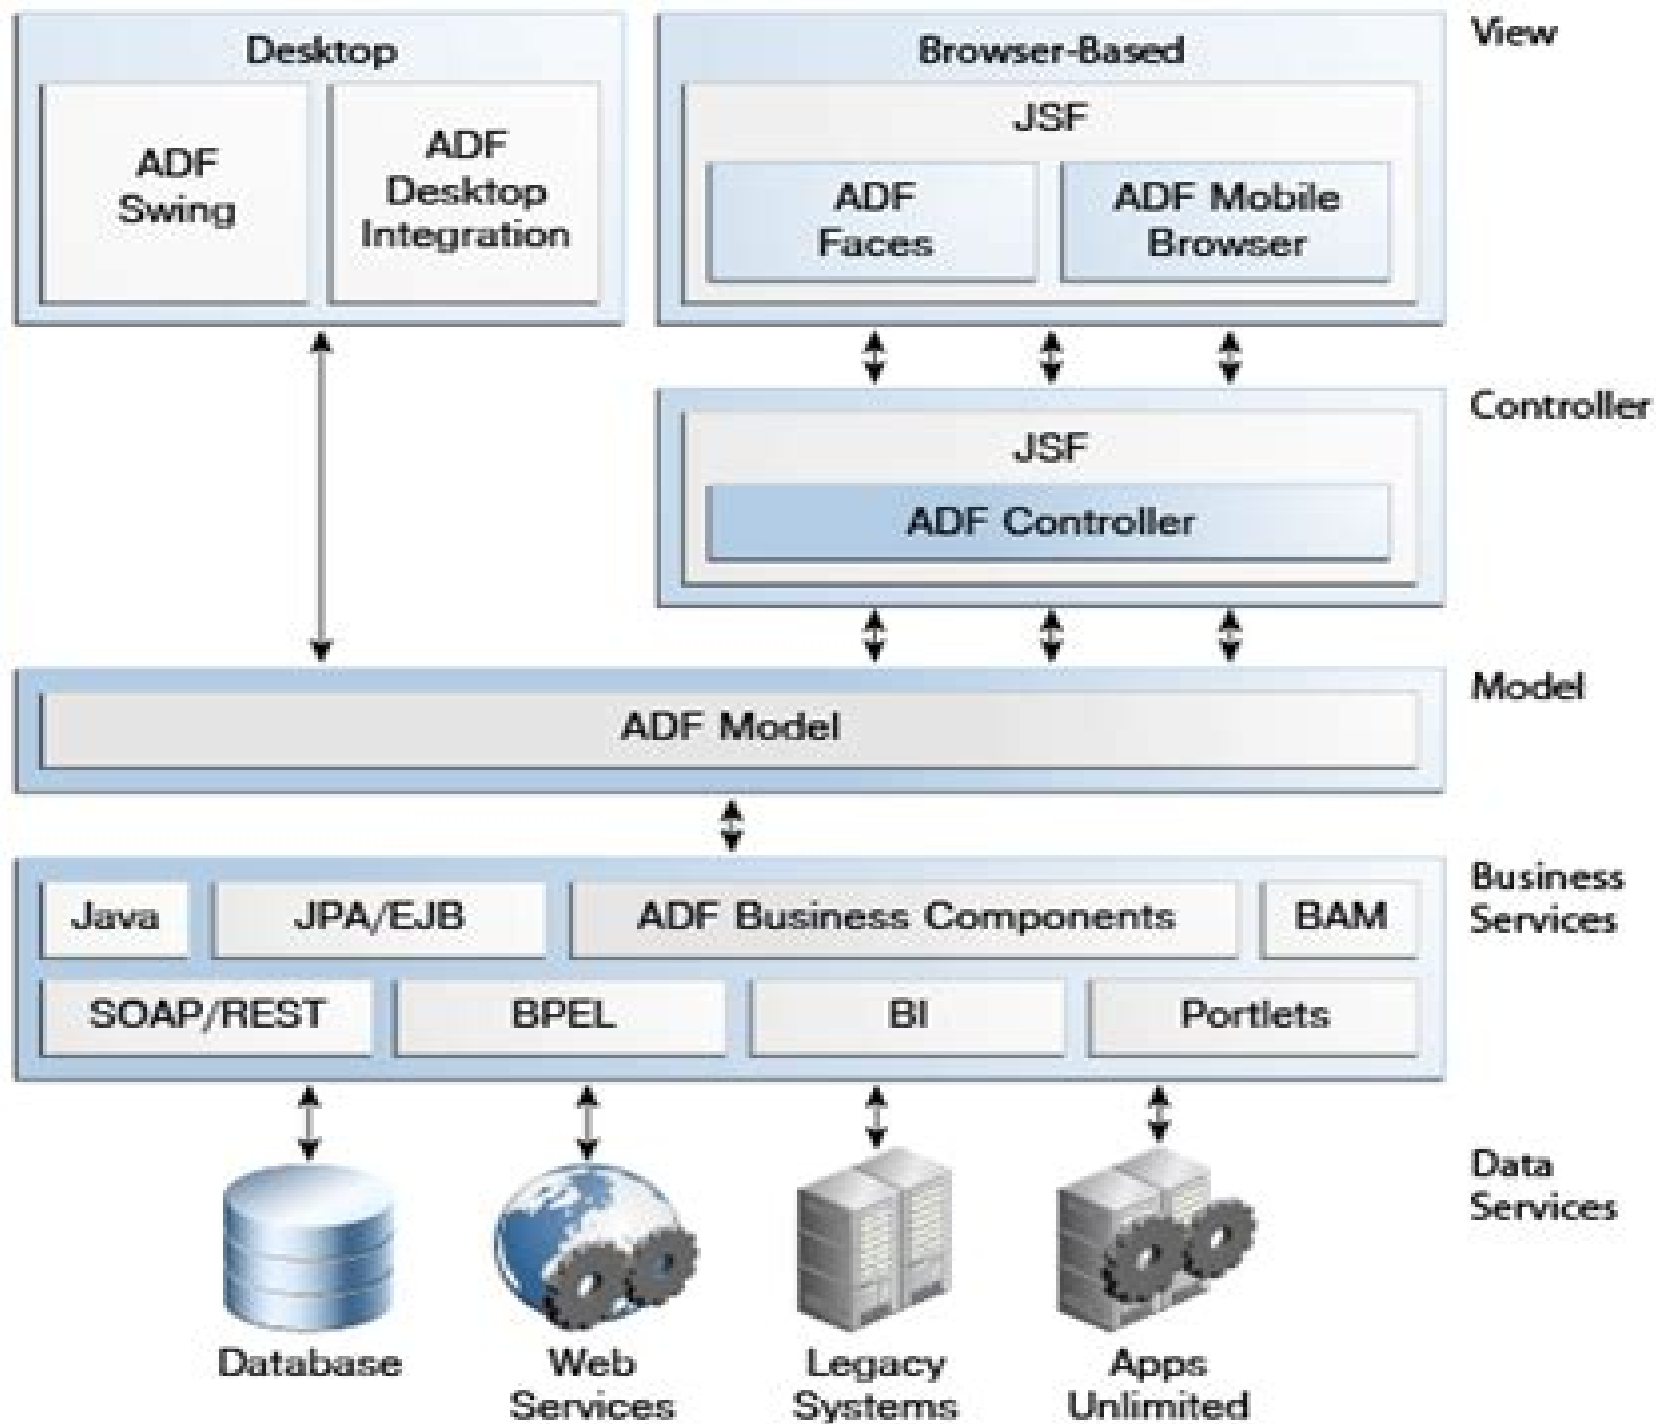 Desktop
ADF
Swing
ADF
Desktop
Integration
Browser-Based
JSF
ADF
Faces
ADF Mobile
Browser
View
JSF
ADF Controller
Controller
ADF Model
Model
Java
JPA/EJB
ADF Business Components
BAM
SOAP/REST
BPEL
BI
Portlets
Business
Services
Data
Services
Database
Web
Services
Legacy
Systems
Apps
Unlimited